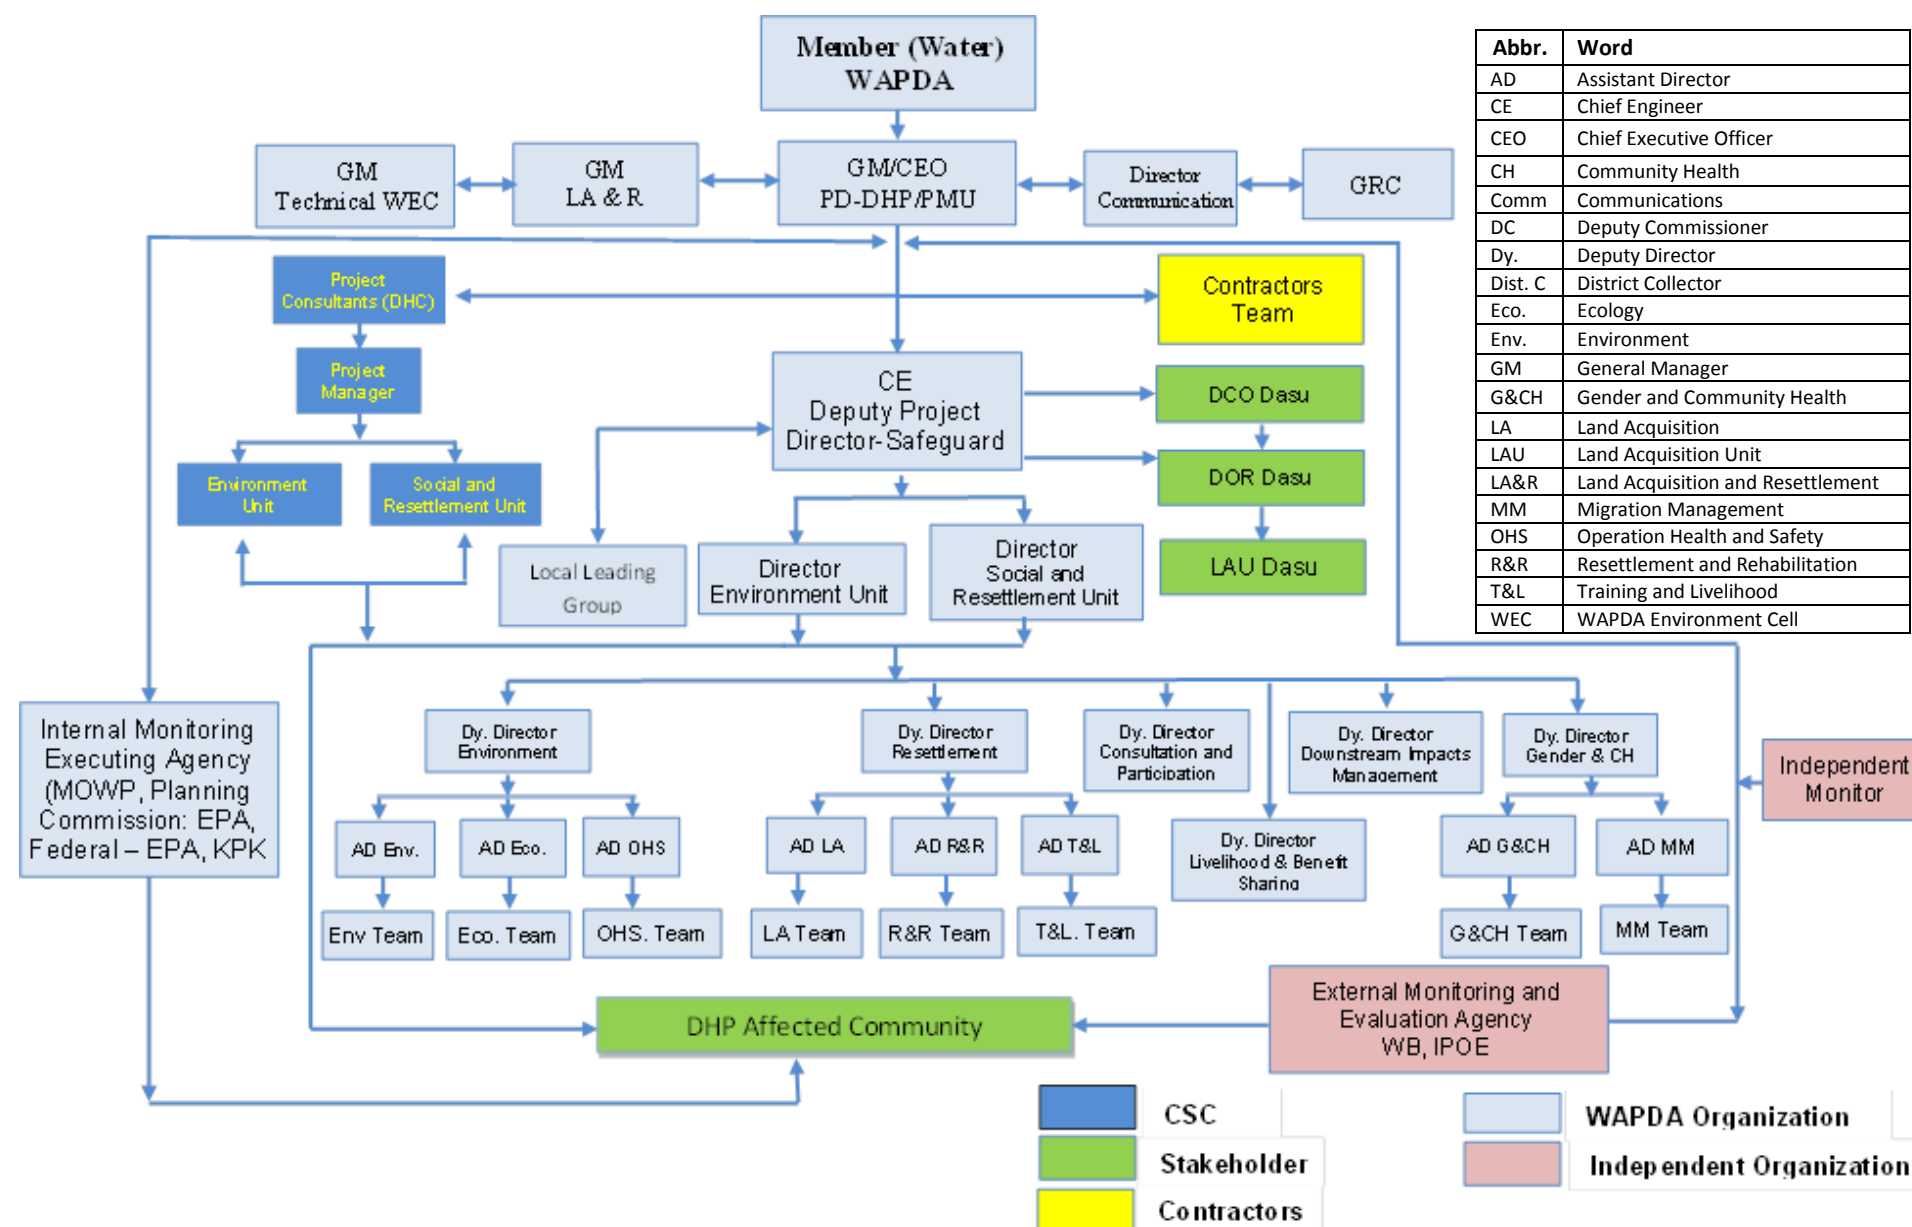 Member (Water)
WAPDA
GM
Technical WEC
GM
LA & R
GM/CEO
PD-DHP/PMU
Director
Communication
GRC
Project
Consultants (DHC)
Contractors
Team
Project
Manager
CE
Deputy Project
Director-Safeguard
DCO Dasu
DOR Dasu
LAU Dasu
Environment
Unit
Social and
Resettlement Unit
Local Leading
Group
Director
Environment Unit
Director
Social and
Resettlement Unit
Internal Monitoring
Executing Agency
(MOWP, Planning
Commission: EPA,
Federal – EPA, KPK
Dy. Director
Environment
Dy. Director
Resettlement
Dy. Director
Consultation and
Participation
Dy. Director
Downstream Impacts
Management
Dy. Director
Gender & CH
Independent
Monitor
AD Env.
AD Eco.
AD OHS
AD LA
AD R&R
AD T&L
Dy. Director
Livelihood & Benefit
Sharing
AD G&CH
AD MM
Env Team
Eco. Team
OHS. Team
LA Team
R&R Team
T&L. Team
G&CH Team
MM Team
DHP Affected Community
External Monitoring and
Evaluation Agency
WB, IPOE
CSC
Stakeholder
Contractors
WAPDA Organization
Independent Organization
Abbr. Word
AD Assistant Director
CE Chief Engineer
CEO Chief Executive Officer
CH Community Health
Comm Communications
DC Deputy Commissioner
Dy. Deputy Director
Dist. C District Collector
Eco. Ecology
Env. Environment
GM General Manager
G&CH Gender and Community Health
LA Land Acquisition
LAU Land Acquisition Unit
LA&R Land Acquisition and Resettlement
MM Migration Management
OHS Operation Health and Safety
R&R Resettlement and Rehabilitation
T&L Training and Livelihood
WEC WAPDA Environment Cell